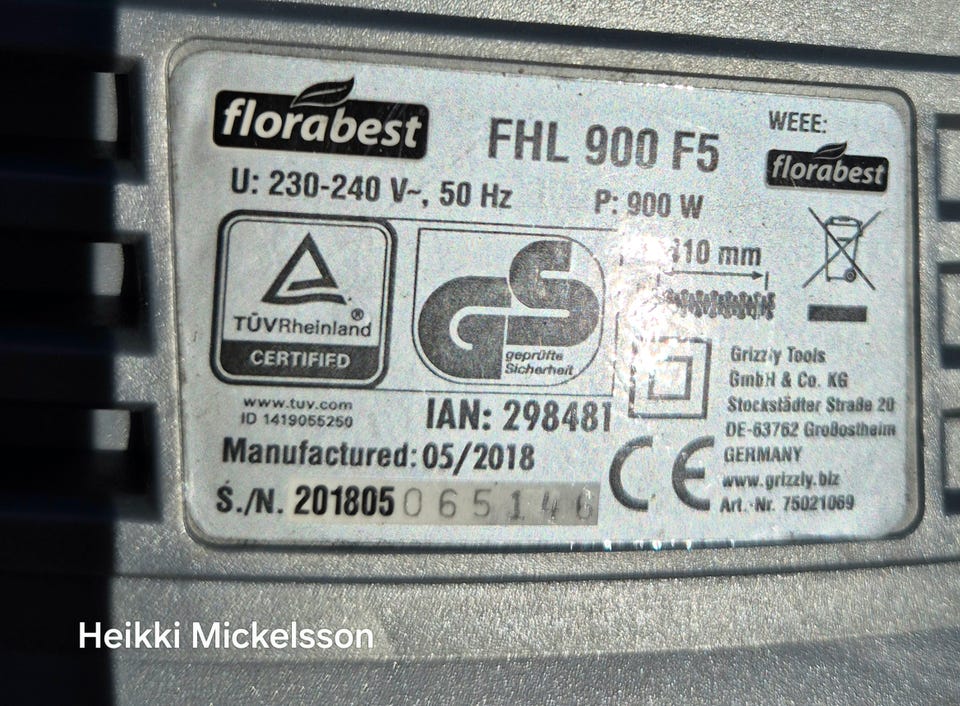 florabest
FHL 900 F5
WEEE:
florabest
U: 230-240 V~, 50 Hz
P: 900 W
mm
TÜVRheinland®
CERTIFIED
geprüfte
Sicherheit
www.tuv.com
ID 1419055250
IAN: 298481
Manufactured: 05/2018
S./N. 201805
CE
Grizzly Tools
GmbH & Co. KG
Stockstädter Straße 20
DE-63762 Großostheim
GERMANY
www.grizzly.biz
Art.-Nr. 75021069
Heikki Mickelsson